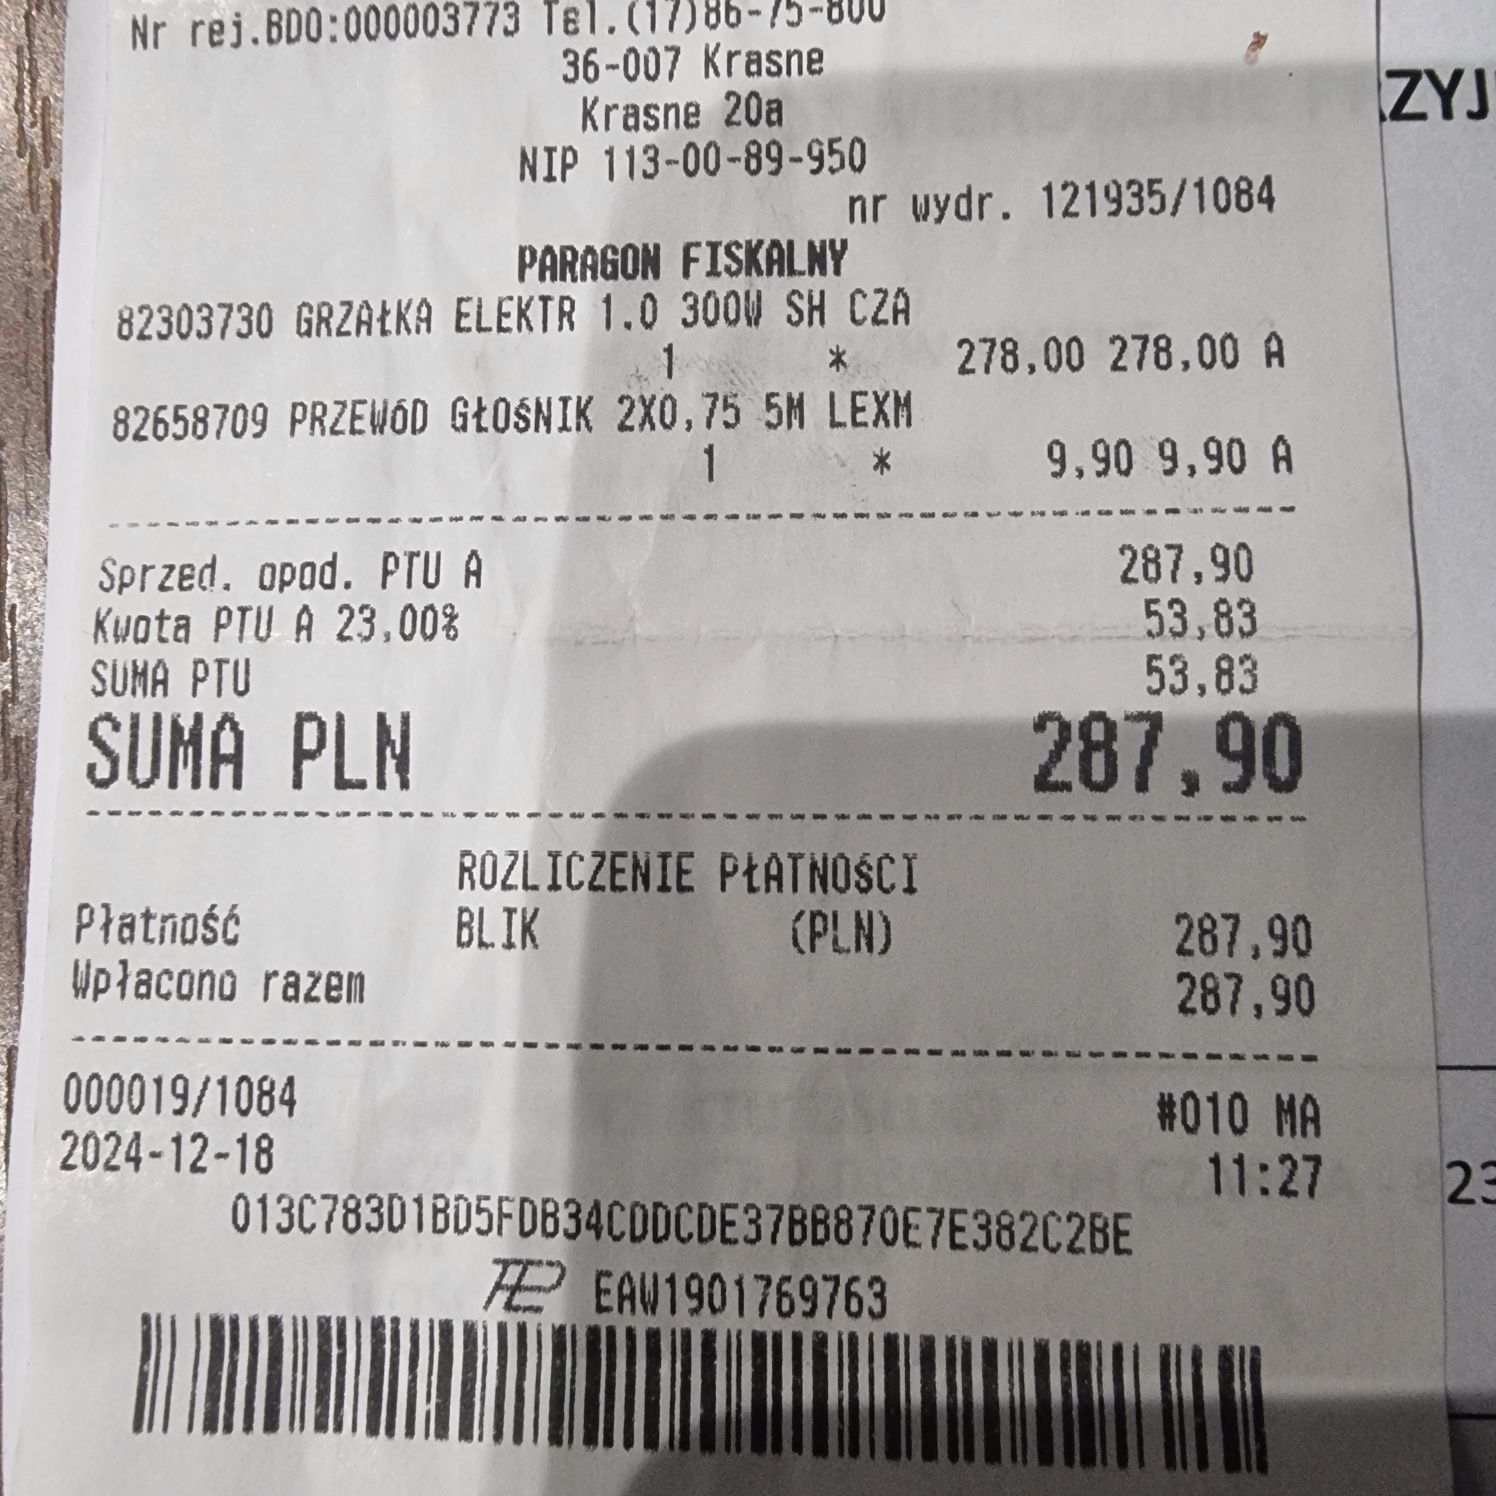 Nr rej.BDO:000003773 Tel.(17)86-75-800
36-007 Krasne
Krasne 20a
NIP 113-00-89-950
nr wydr. 121935/1084
PARAGON FISKALNY
82303730 GRZAŁKA ELEKTR 1.0 300W SH CZA
1 * 278,00 278,00 A
82658709 PRZEWÓD GŁOŚNIK 2X0,75 5M LEXM
1 * 9,90 9,90 A
Sprzed. opod. PTU A 287,90
Kwota PTU A 23,00% 53,83
SUMA PTU 53,83
SUMA PLN 287,90
ROZLICZENIE PŁATNOŚCI
Płatność BLIK (PLN) 287,90
Wpłacono razem 287,90
000019/1084 #010 MA
2024-12-18 11:27
013C783D1BD5FDB34CDDCDE37BB870E7E382C2BE
EAW1901769763
ZYJ
23